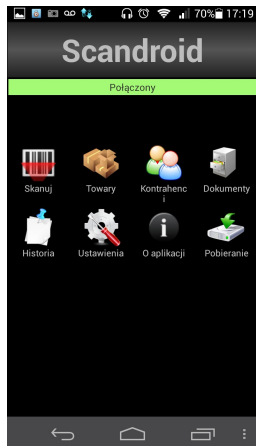 70% 17:19
Scandroid
Połączony
Skanuj Towary Kontrahenc Dokumenty
i
Historia Ustawienia O aplikacji Pobieranie